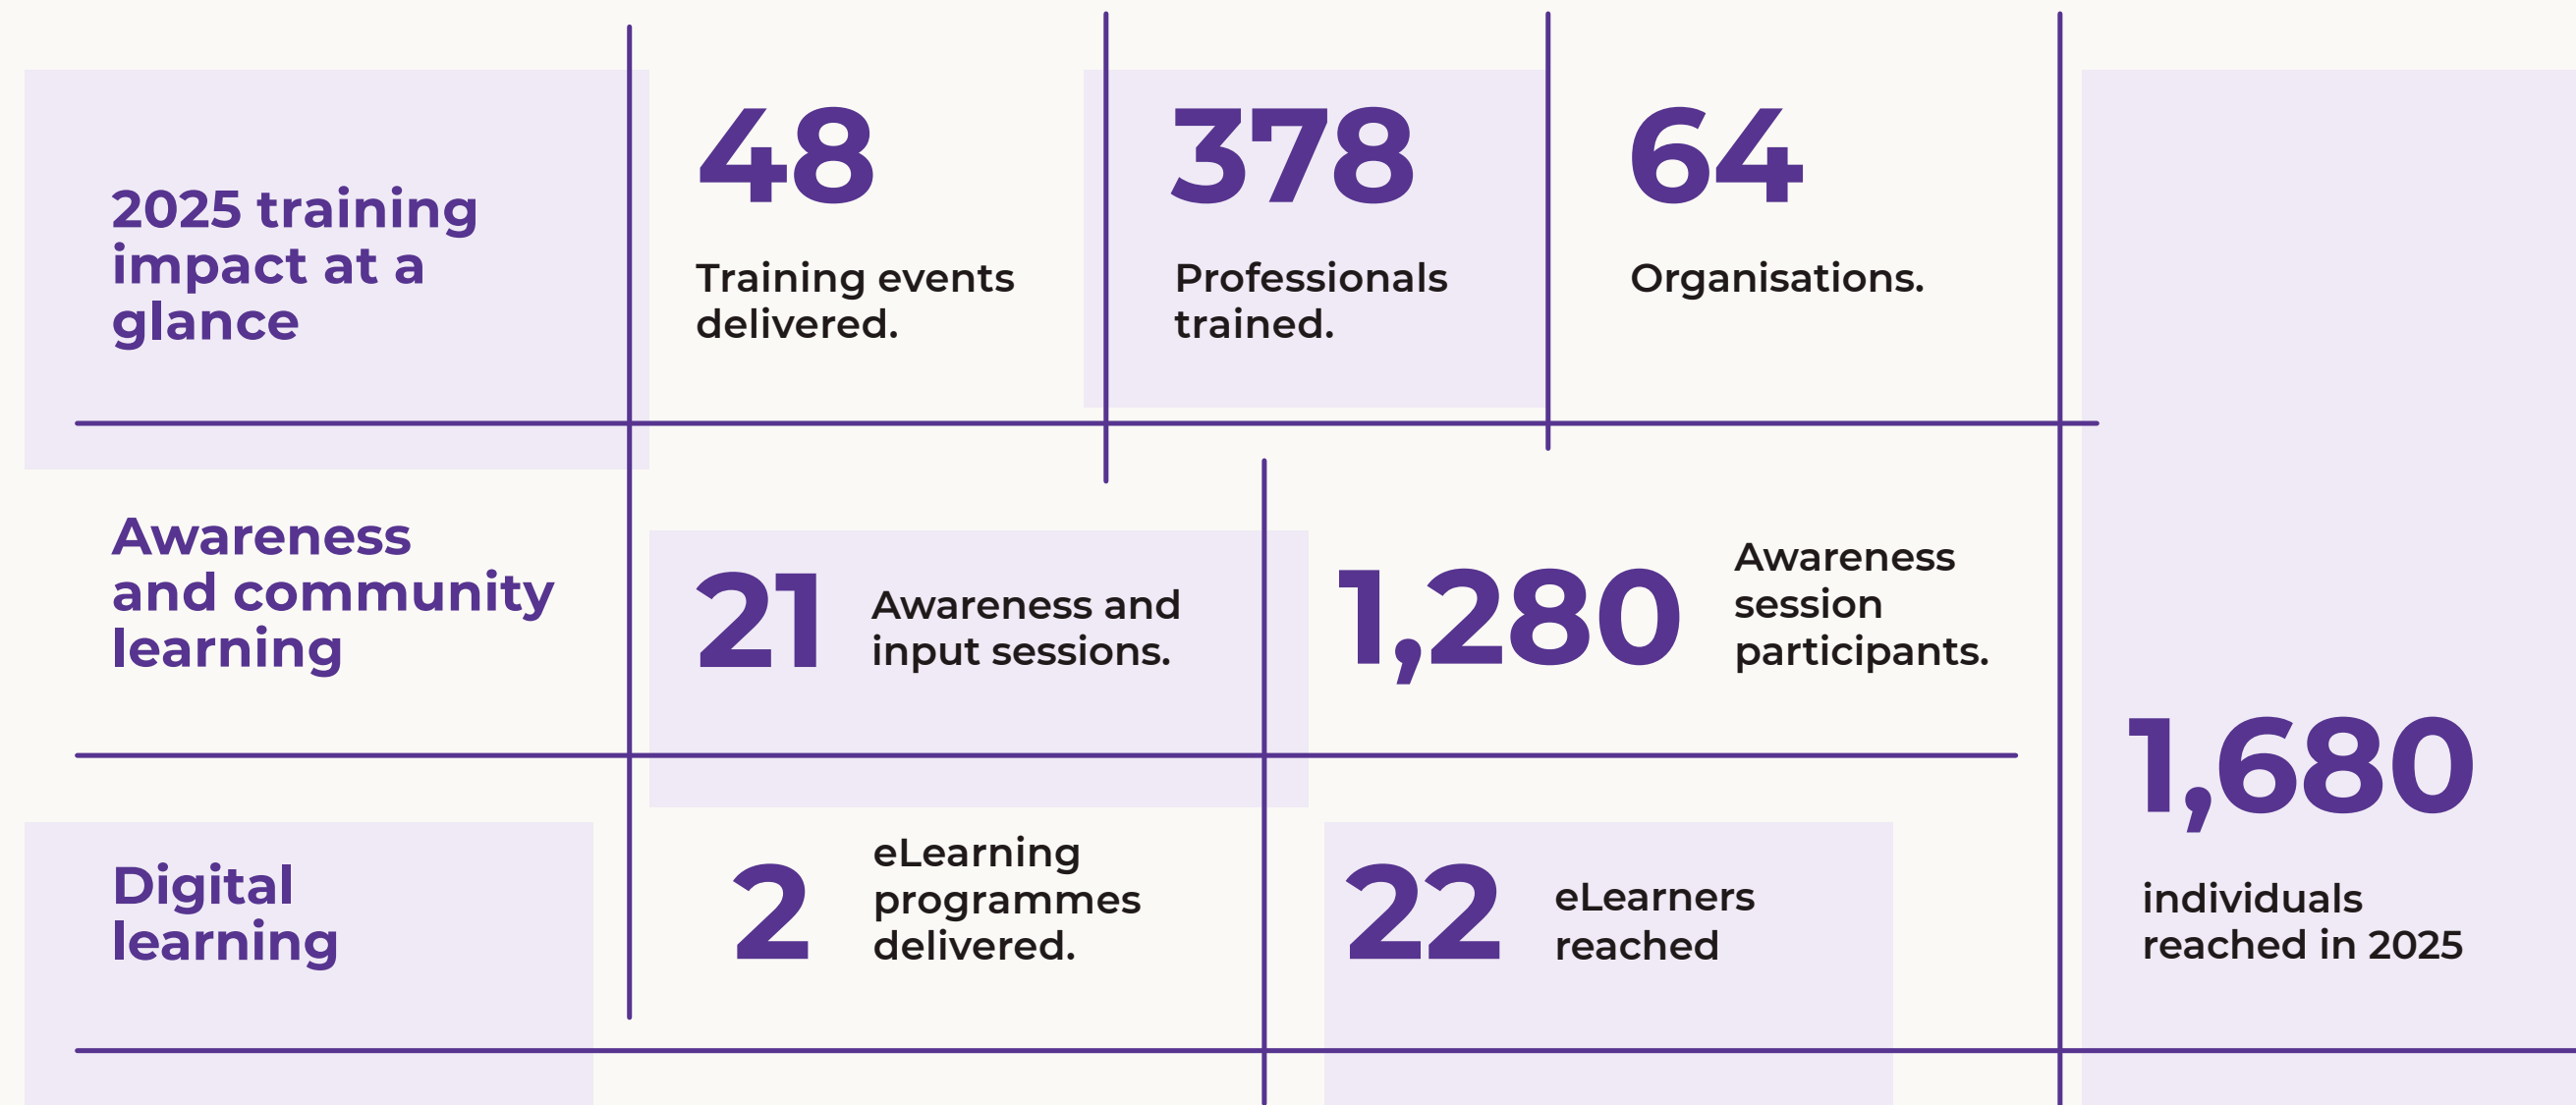 2025 training
impact at a
glance
48
Training events
delivered.
378
Professionals
trained.
64
Organisations.
Awareness
and community
learning
21
Awareness and
input sessions.
1,280
Awareness
session
participants.
Digital
learning
2
eLearning
programmes
delivered.
22
eLearners
reached
1,680
individuals
reached in 2025